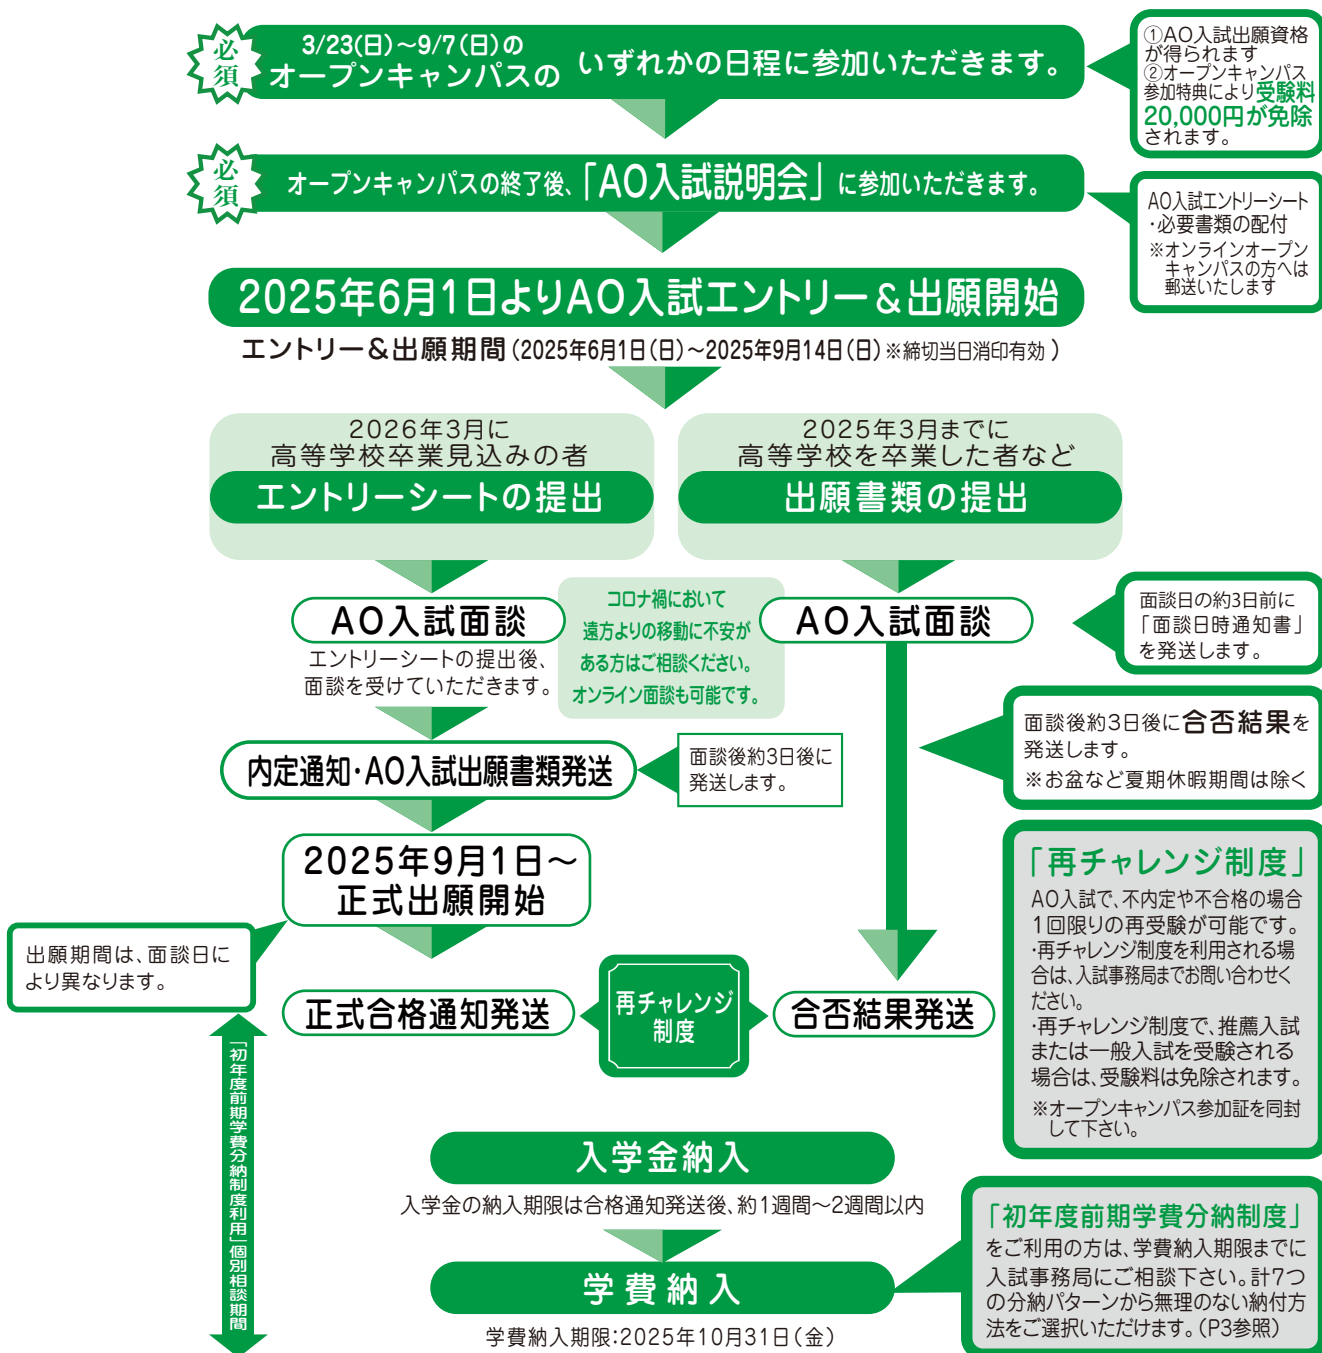 必須
3/23(日)～9/7(日)の
オープンキャンパスの いずれかの日程に参加いただきます。
①AO入試出願資格
が得られます
②オープンキャンパス
参加特典により受験料
20,000円が免除
されます。
必須
オープンキャンパスの終了後、「AO入試説明会」に参加いただきます。
AO入試エントリーシート
・必要書類の配付
※オンラインオープン
キャンパスの方へは
郵送いたします
2025年6月1日よりAO入試エントリー＆出願開始
エントリー＆出願期間(2025年6月1日(日)～2025年9月14日(日)※締切当日消印有効)
2026年3月に
高等学校卒業見込みの者
エントリーシートの提出
2025年3月までに
高等学校を卒業した者など
出願書類の提出
AO入試面談
エントリーシートの提出後、
面談を受けていただきます。
コロナ禍において
遠方よりの移動に不安が
ある方はご相談ください。
オンライン面談も可能です。
AO入試面談
面談日の約3日前に
「面談日時通知書」
を発送します。
面談後約3日後に合否結果を
発送します。
※お盆など夏期休暇期間は除く
内定通知・AO入試出願書類発送
面談後約3日後に
発送します。
2025年9月1日～
正式出願開始
出願期間は、面談日に
より異なります。
「再チャレンジ制度」
AO入試で、不内定や不合格の場合
1回限りの再受験が可能です。
・再チャレンジ制度を利用される場
合は、入試事務局までお問い合わせく
ださい。
・再チャレンジ制度で、推薦入試
または一般入試を受験される
場合は、受験料は免除されます。
※オープンキャンパス参加証を同封
して下さい。
正式合格通知発送
再チャレンジ
制度
合否結果発送
「初年度前期学費分納制度利用」個別相談期間
入学金納入
入学金の納入期限は合格通知発送後、約1週間～2週間以内
学費納入
学費納入期限：2025年10月31日(金)
「初年度前期学費分納制度」
をご利用の方は、学費納入期限までに
入試事務局にご相談下さい。計7つ
の分納パターンから無理のない納付方
法をご選択いただけます。(P3参照)